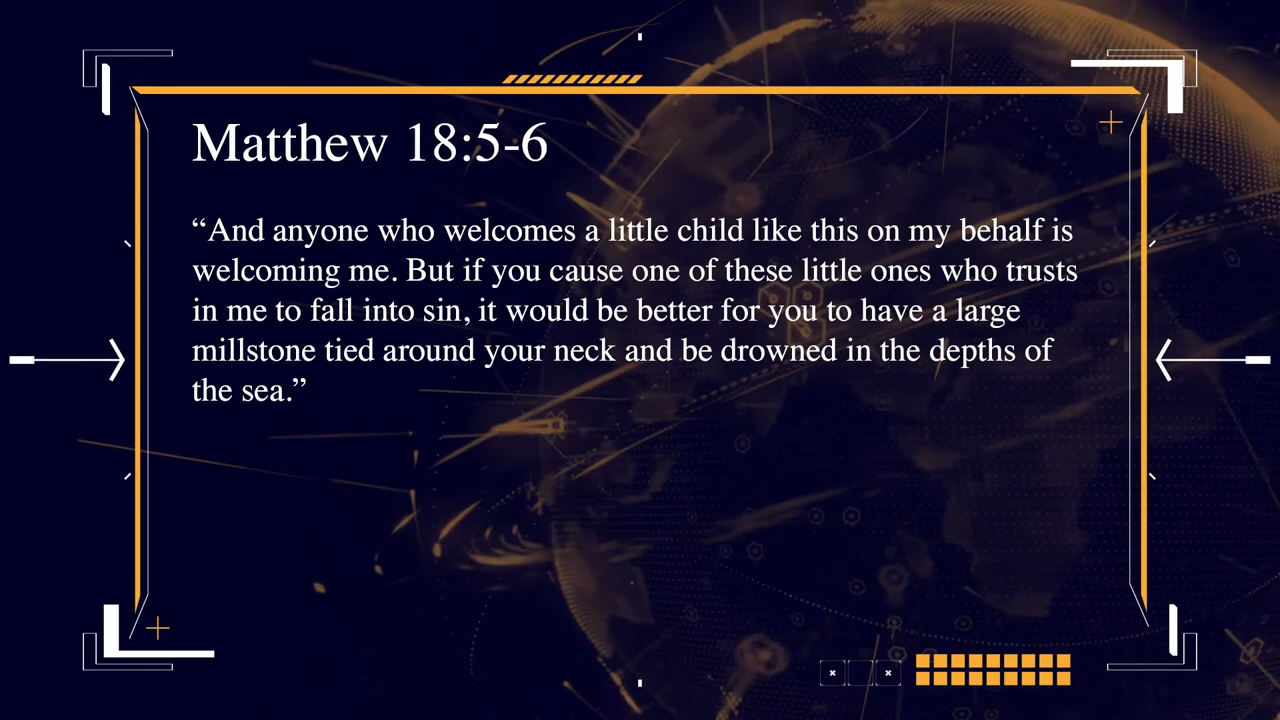 Matthew 18:5-6
“And anyone who welcomes a little child like this on my behalf is
welcoming me. But if you cause one of these little ones who trusts
in me to fall into sin, it would be better for you to have a large
millstone tied around your neck and be drowned in the depths of
the sea.”